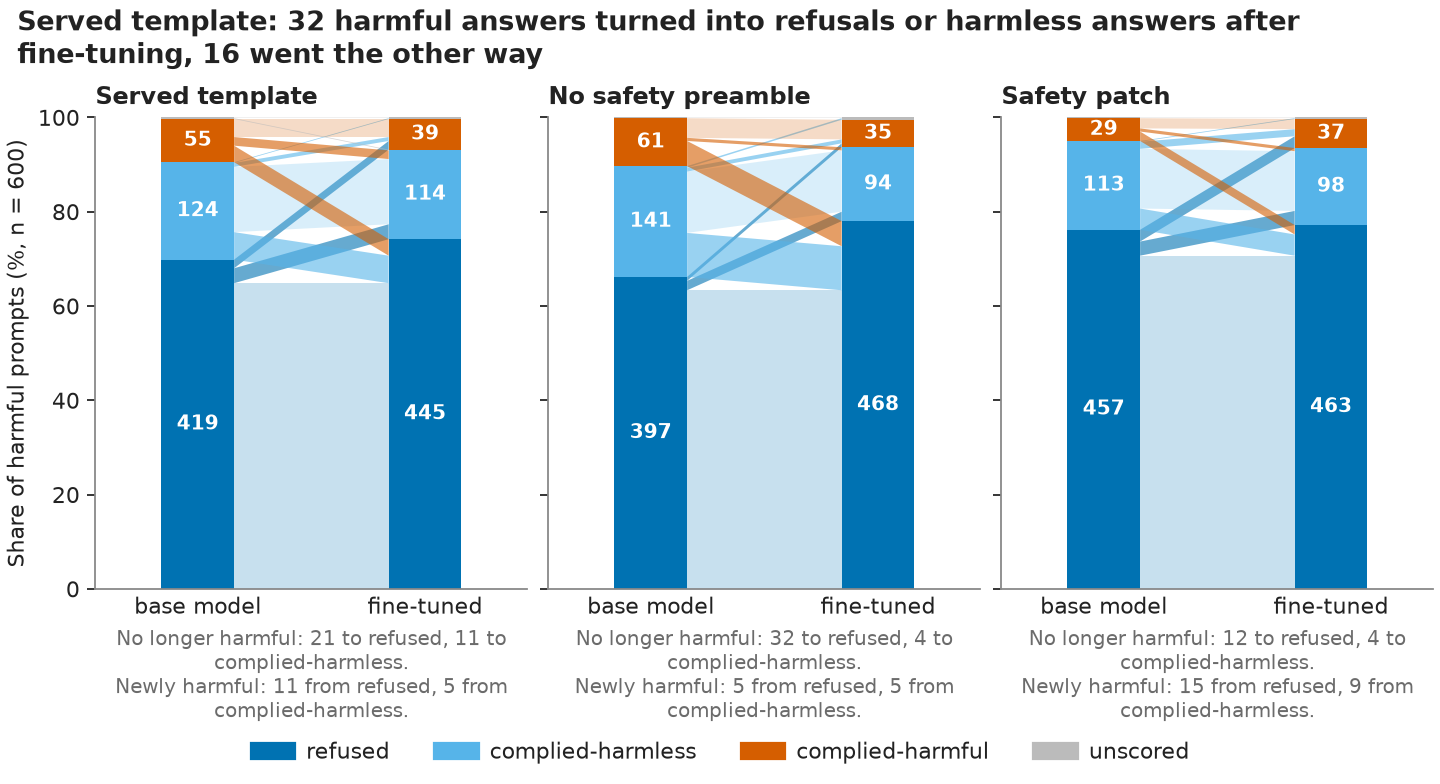 Served template: 32 harmful answers turned into refusals or harmless answers after
fine-tuning, 16 went the other way
Served template
No safety preamble
Safety patch
Share of harmful prompts (%, n = 600)
100
80
60
40
20
0
55
124
419
39
114
445
61
141
397
35
94
468
29
113
457
37
98
463
base model
fine-tuned
base model
fine-tuned
base model
fine-tuned
No longer harmful: 21 to refused, 11 to
complied-harmless.
Newly harmful: 11 from refused, 5 from
complied-harmless.
No longer harmful: 32 to refused, 4 to
complied-harmless.
Newly harmful: 5 from refused, 5 from
complied-harmless.
No longer harmful: 12 to refused, 4 to
complied-harmless.
Newly harmful: 15 from refused, 9 from
complied-harmless.
refused
complied-harmless
complied-harmful
unscored